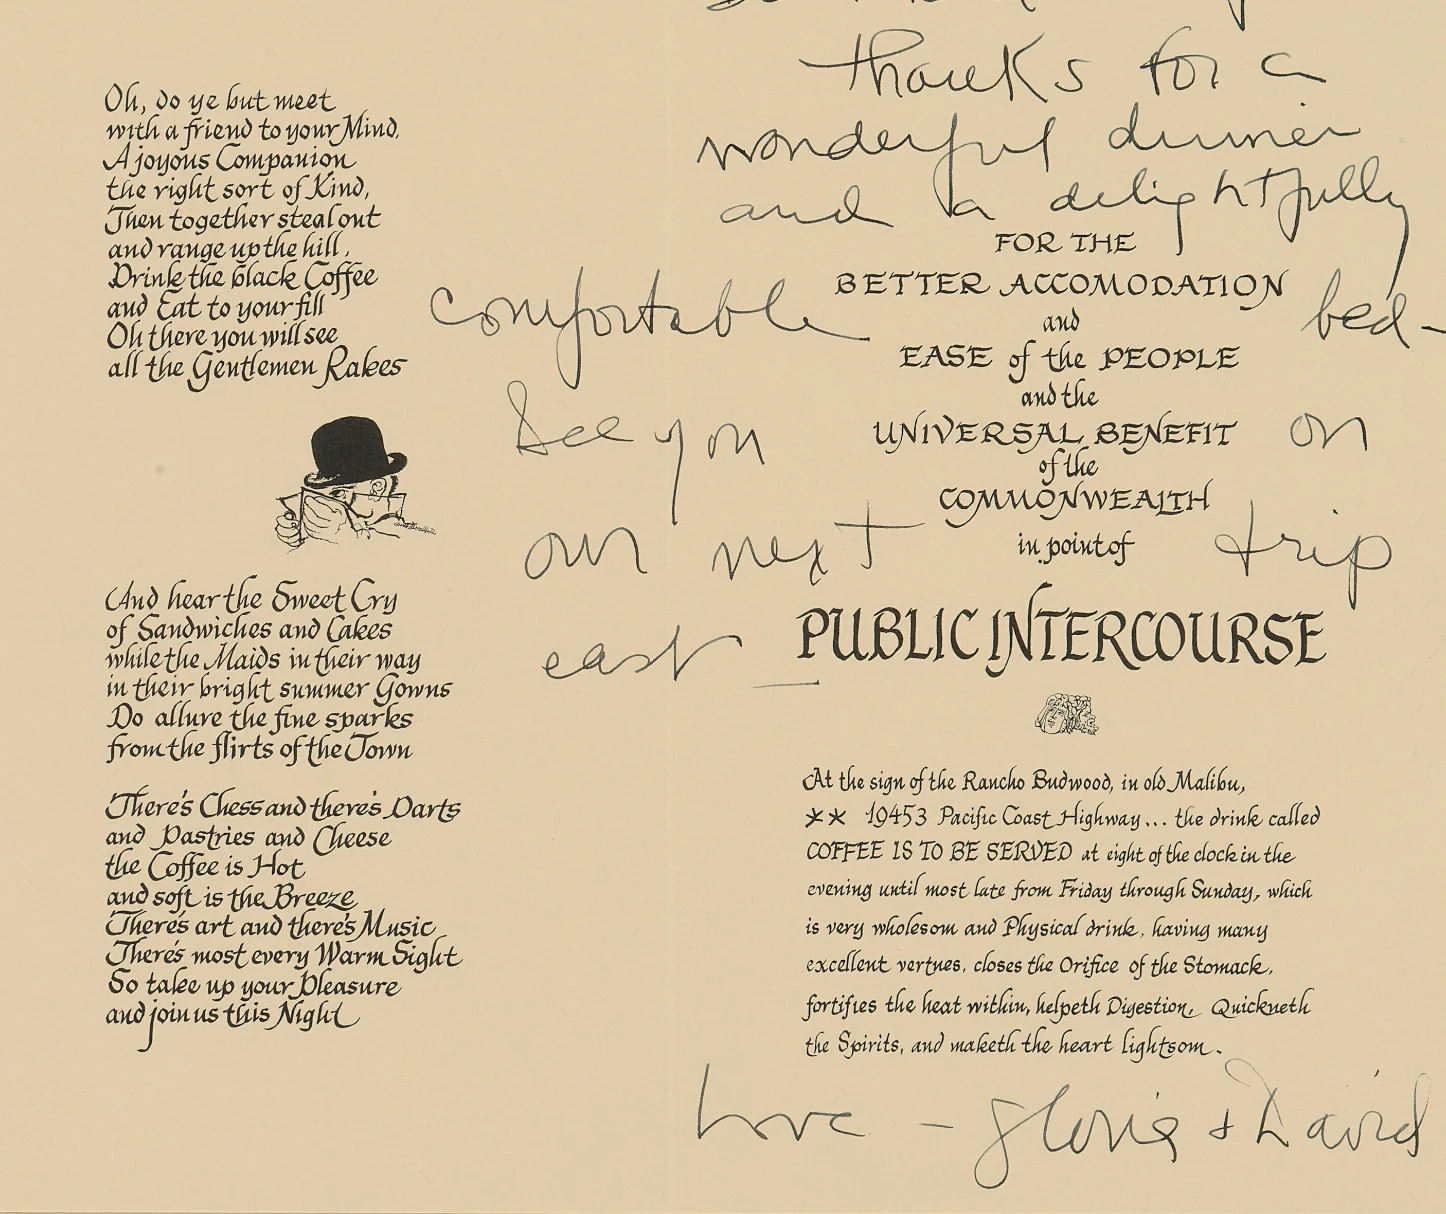 Oh, do ye but meet
with a friend to your Mind,
A joyous Companion
the right sort of Kind,
Then together steal out
and range up the hill,
Drink the black Coffee
and Eat to your fill
Oh there you will see
all the Gentlemen Rakes
And hear the Sweet Cry
of Sandwiches and Cakes
while the Maids in their way
in their bright summer Gowns
Do allure the fine sparks
from the flirts of the Town
There's Chess and there's Darts
and Pastries and Cheese
the Coffee is Hot
and soft is the Breeze
There's art and there's Music
There's most every Warm Sight
So take up your Pleasure
and join us this Night
thanks for a
wonderful dinner
and a delightfully
comfortable bed-
See you on
our next trip
east —
FOR THE
BETTER ACCOMODATION
and
EASE of the PEOPLE
and the
UNIVERSAL BENEFIT
of the
COMMONWEALTH
in point of
PUBLIC INTERCOURSE
At the sign of the Rancho Budwood, in old Malibu,
** 19453 Pacific Coast Highway... the drink called
COFFEE IS TO BE SERVED at eight of the clock in the
evening until most late from Friday through Sunday, which
is very wholesom and Physical drink, having many
excellent vertues, closes the Orifice of the Stomack,
fortifies the heat within, helpeth Digestion, Quickneth
the Spirits, and maketh the heart lightsom.
Love - Gloria + David